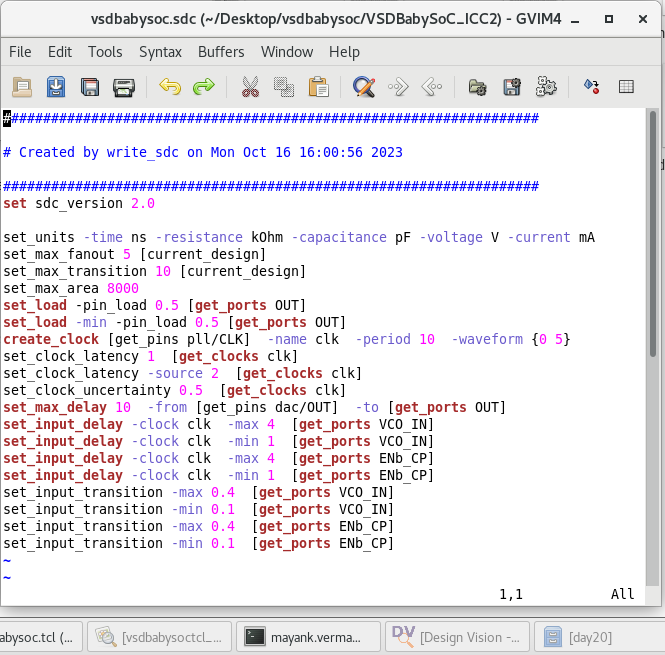 vsdbabysoc.sdc (~/Desktop/vsdbabysoc/VSDBabySoC_ICC2) - GVIM4
File Edit Tools Syntax Buffers Window Help
###################################################################
# Created by write_sdc on Mon Oct 16 16:00:56 2023
###################################################################
set sdc_version 2.0
set_units -time ns -resistance kOhm -capacitance pF -voltage V -current mA
set_max_fanout 5 [current_design]
set_max_transition 10 [current_design]
set_max_area 8000
set_load -pin_load 0.5 [get_ports OUT]
set_load -min -pin_load 0.5 [get_ports OUT]
create_clock [get_pins pll/CLK]  -name clk  -period 10  -waveform {0 5}
set_clock_latency 1  [get_clocks clk]
set_clock_latency -source 2  [get_clocks clk]
set_clock_uncertainty 0.5  [get_clocks clk]
set_max_delay 10  -from [get_pins dac/OUT]  -to [get_ports OUT]
set_input_delay -clock clk  -max 4  [get_ports VCO_IN]
set_input_delay -clock clk  -min 1  [get_ports VCO_IN]
set_input_delay -clock clk  -max 4  [get_ports ENb_CP]
set_input_delay -clock clk  -min 1  [get_ports ENb_CP]
set_input_transition -max 0.4  [get_ports VCO_IN]
set_input_transition -min 0.1  [get_ports VCO_IN]
set_input_transition -max 0.4  [get_ports ENb_CP]
set_input_transition -min 0.1  [get_ports ENb_CP]
~
~
1,1 All
abysoc.tcl (... [vsdbabysoctcl_... mayank.verma... DV [Design Vision -... [day20]